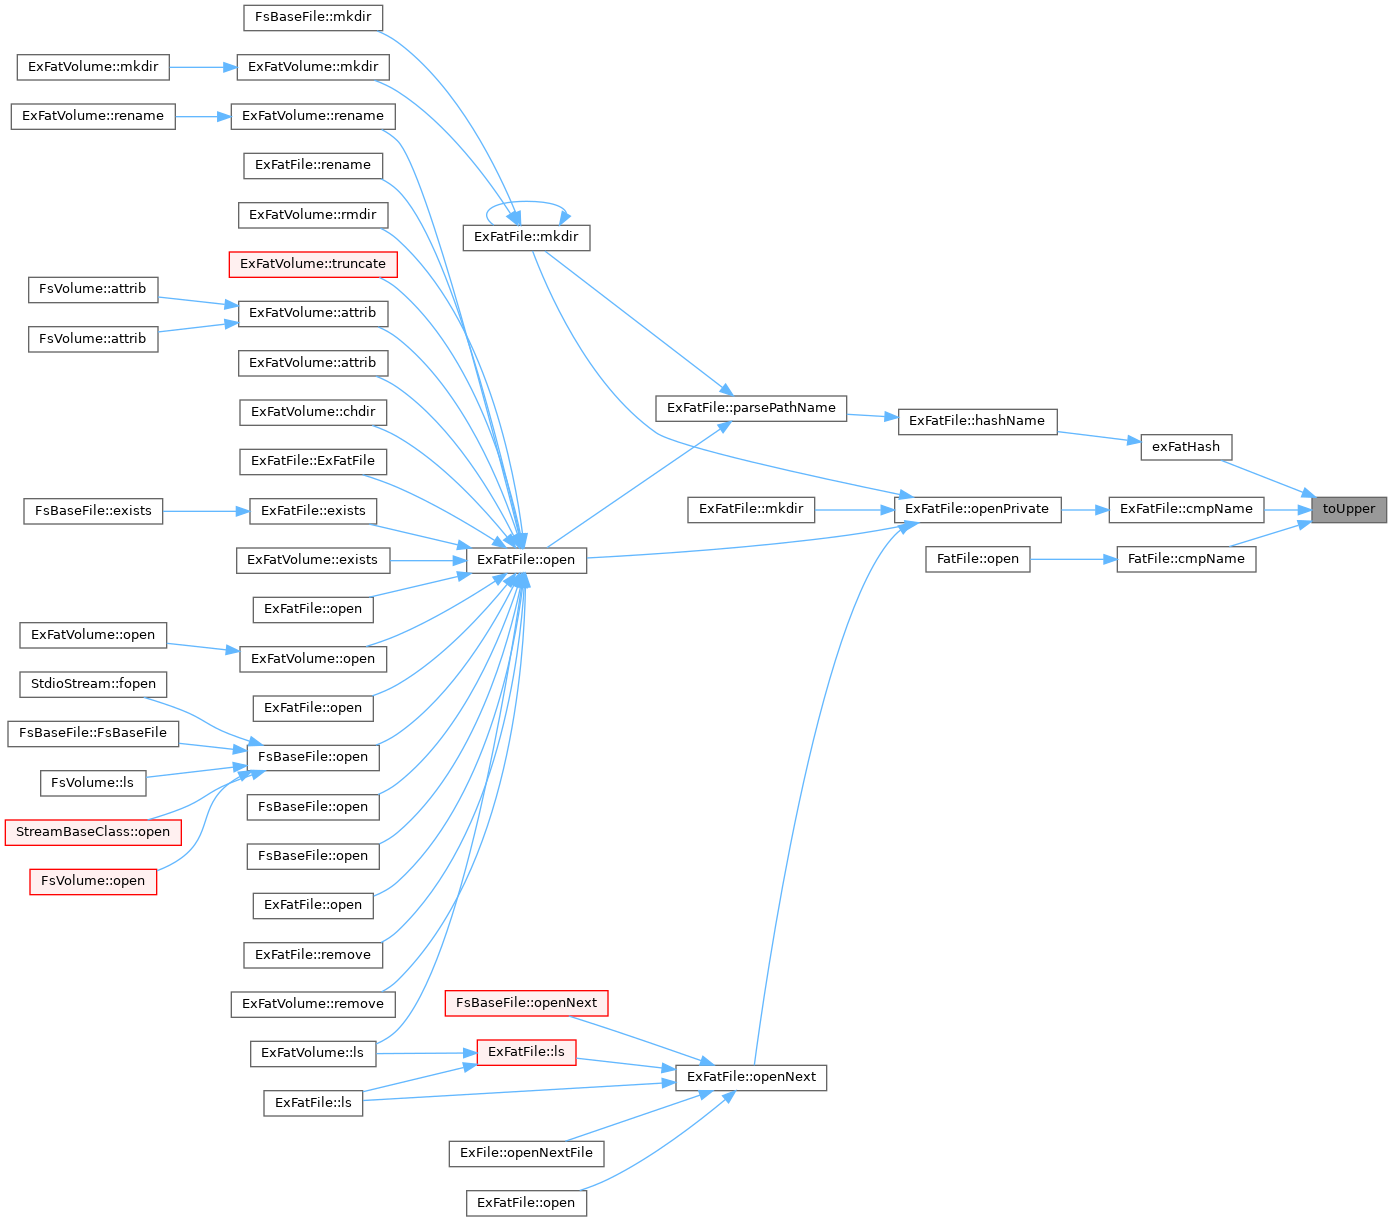 FsBaseFile::mkdir
ExFatVolume::mkdir
ExFatVolume::mkdir
ExFatVolume::rename
ExFatVolume::rename
ExFatFile::rename
ExFatVolume::rmdir
ExFatFile::mkdir
ExFatVolume::truncate
FsVolume::attrib
ExFatVolume::attrib
FsVolume::attrib
ExFatVolume::attrib
ExFatVolume::chdir
ExFatFile::parsePathName
ExFatFile::hashName
exFatHash
ExFatFile::ExFatFile
FsBaseFile::exists
ExFatFile::exists
ExFatFile::mkdir
ExFatFile::openPrivate
ExFatFile::cmpName
toUpper
ExFatVolume::exists
ExFatFile::open
FatFile::open
FatFile::cmpName
ExFatFile::open
ExFatVolume::open
ExFatVolume::open
StdioStream::fopen
ExFatFile::open
FsBaseFile::FsBaseFile
FsBaseFile::open
FsVolume::ls
FsBaseFile::open
StreamBaseClass::open
FsBaseFile::open
FsVolume::open
ExFatFile::open
ExFatFile::remove
ExFatVolume::remove
FsBaseFile::openNext
ExFatVolume::ls
ExFatFile::ls
ExFatFile::openNext
ExFatFile::ls
ExFile::openNextFile
ExFatFile::open